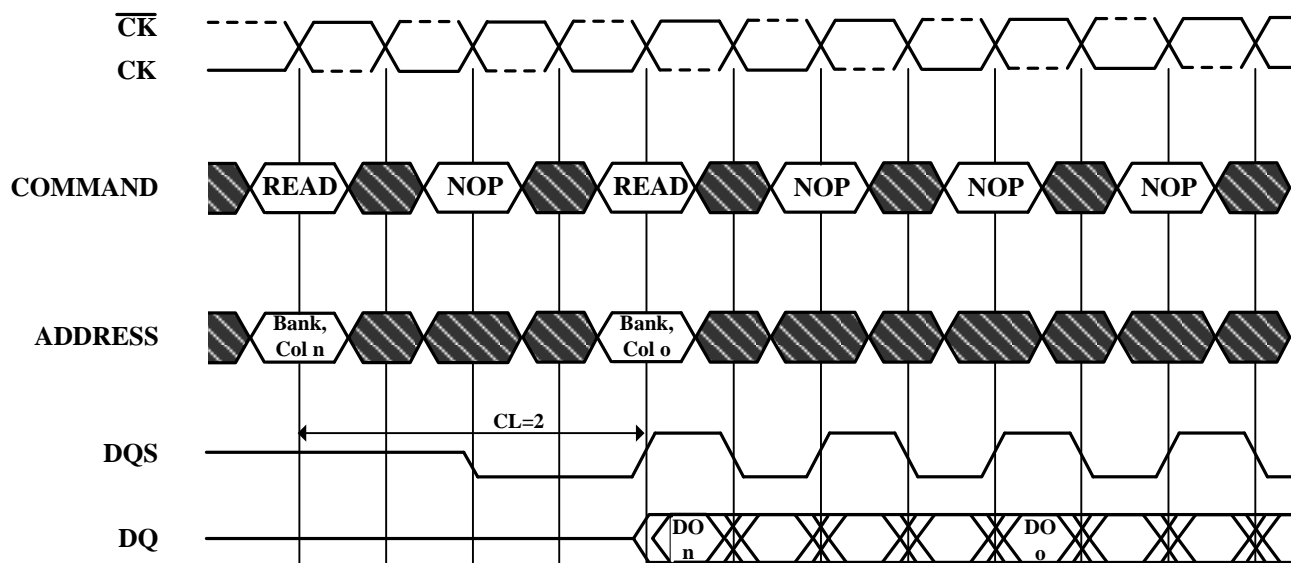 CK
CK
COMMAND
READ
NOP
READ
NOP
NOP
NOP
ADDRESS
Bank,
Col n
Bank,
Col o
CL=2
DQS
DQ
DO
n
DO
o